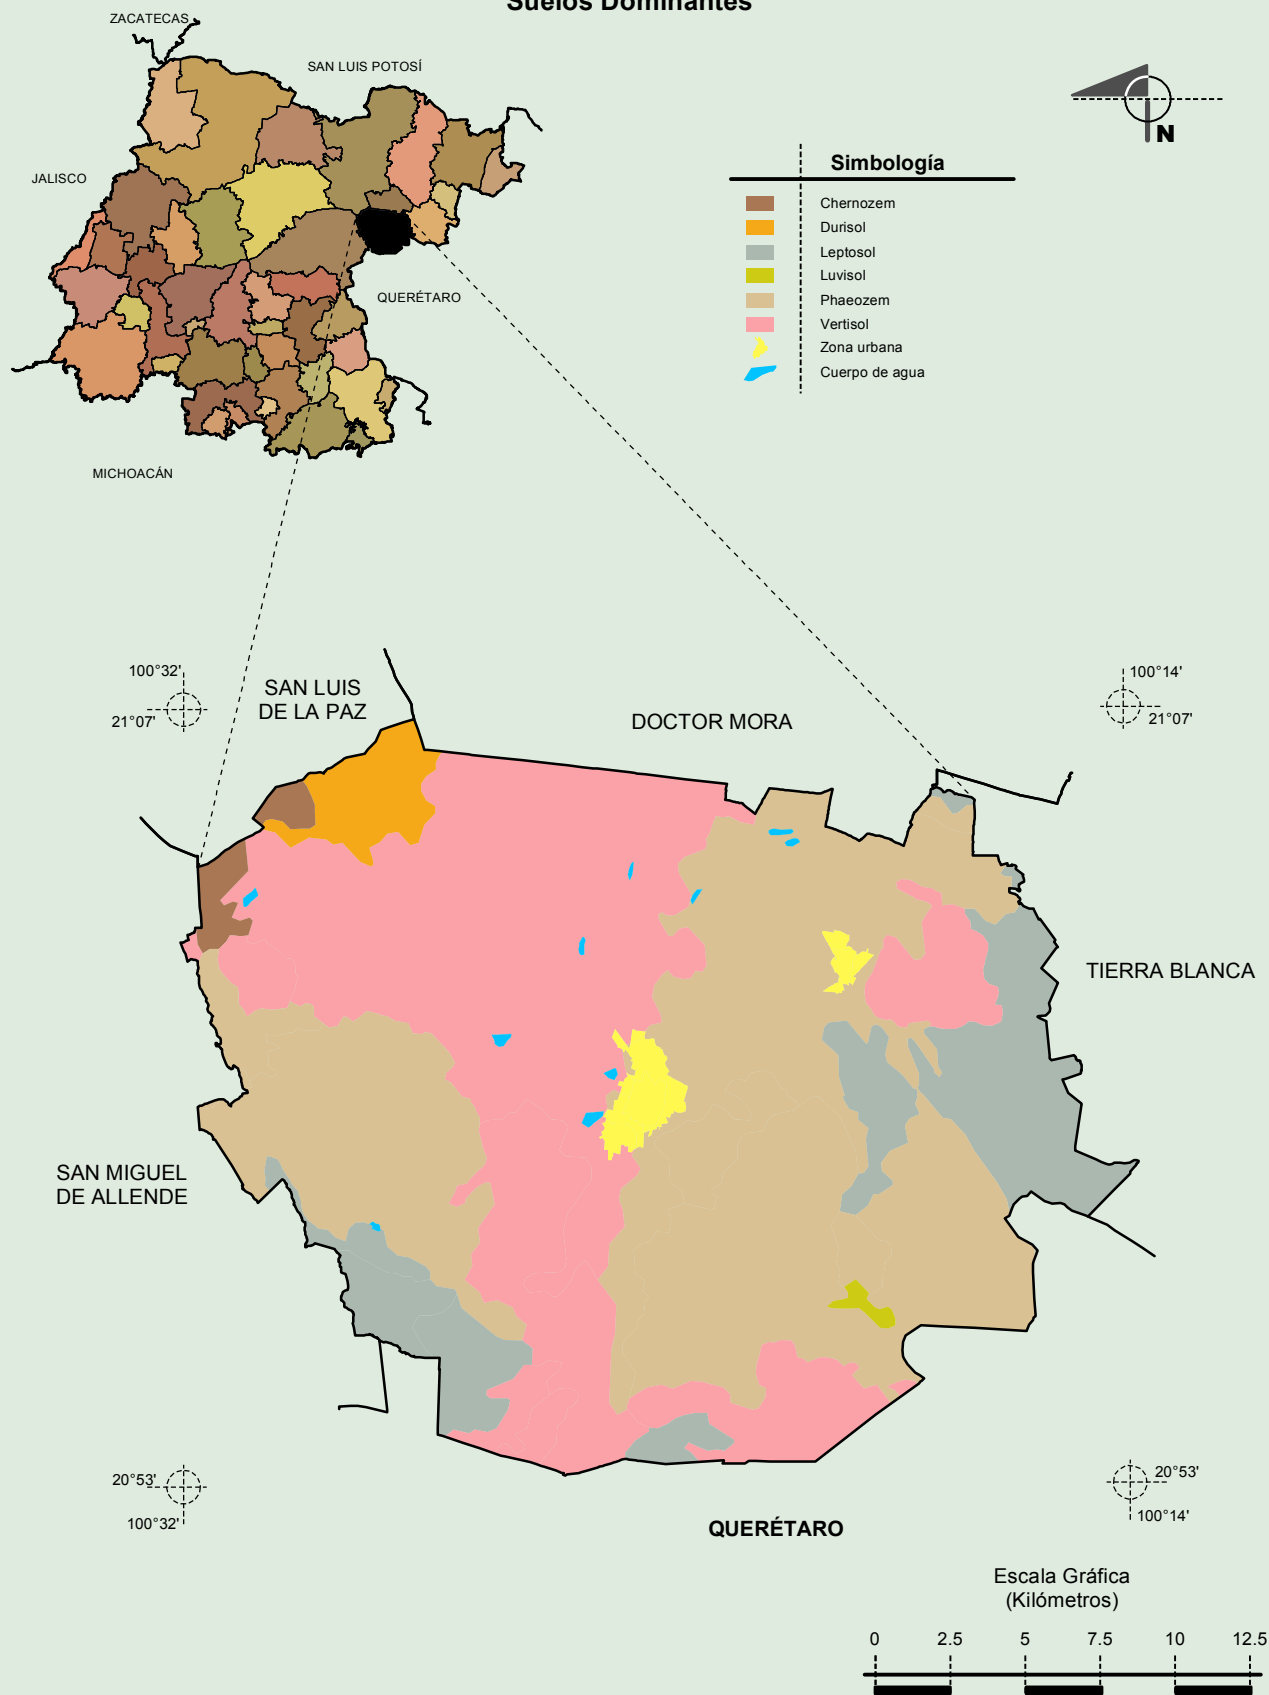 Suelos Dominantes
ZACATECAS
SAN LUIS POTOSÍ
JALISCO
QUERÉTARO
MICHOACÁN
N
Simbología
Chernozem
Durisol
Leptosol
Luvisol
Phaeozem
Vertisol
Zona urbana
Cuerpo de agua
100°32'
21°07'
SAN LUIS
DE LA PAZ
DOCTOR MORA
100°14'
21°07'
TIERRA BLANCA
SAN MIGUEL
DE ALLENDE
20°53'
100°32'
20°53'
100°14'
QUERÉTARO
Escala Gráfica
(Kilómetros)
0 2.5 5 7.5 10 12.5